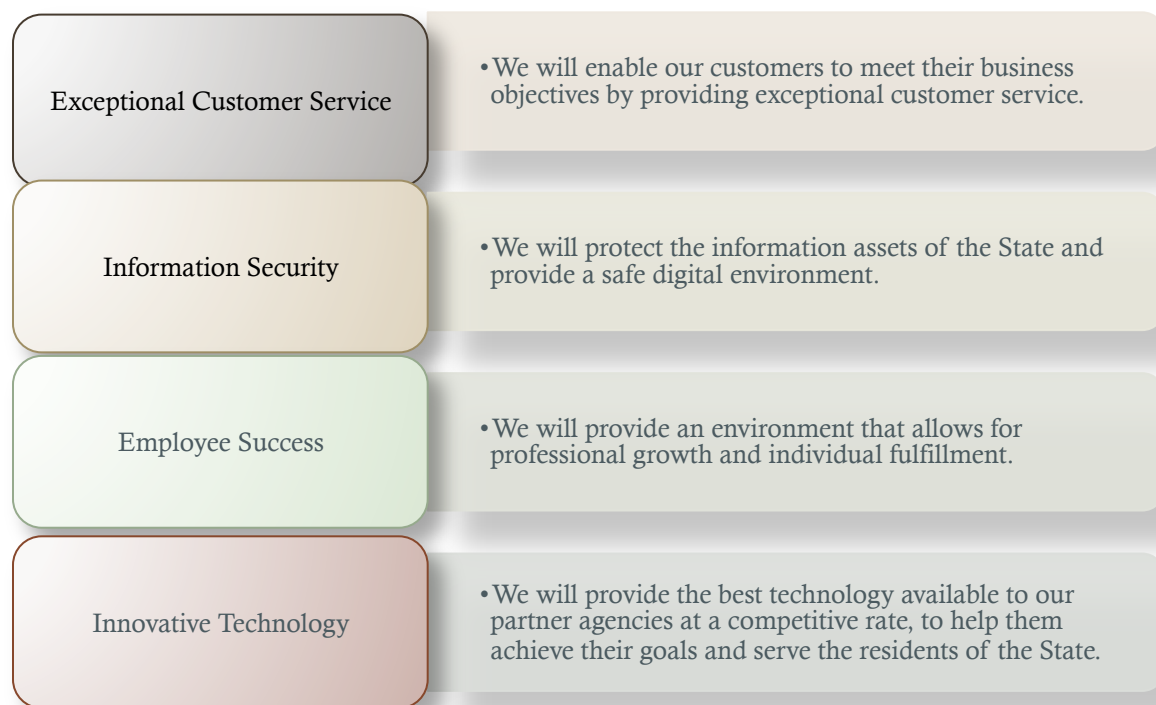 Exceptional Customer Service
•We will enable our customers to meet their business
objectives by providing exceptional customer service.
Information Security
•We will protect the information assets of the State and
provide a safe digital environment.
Employee Success
•We will provide an environment that allows for
professional growth and individual fulfillment.
Innovative Technology
•We will provide the best technology available to our
partner agencies at a competitive rate, to help them
achieve their goals and serve the residents of the State.